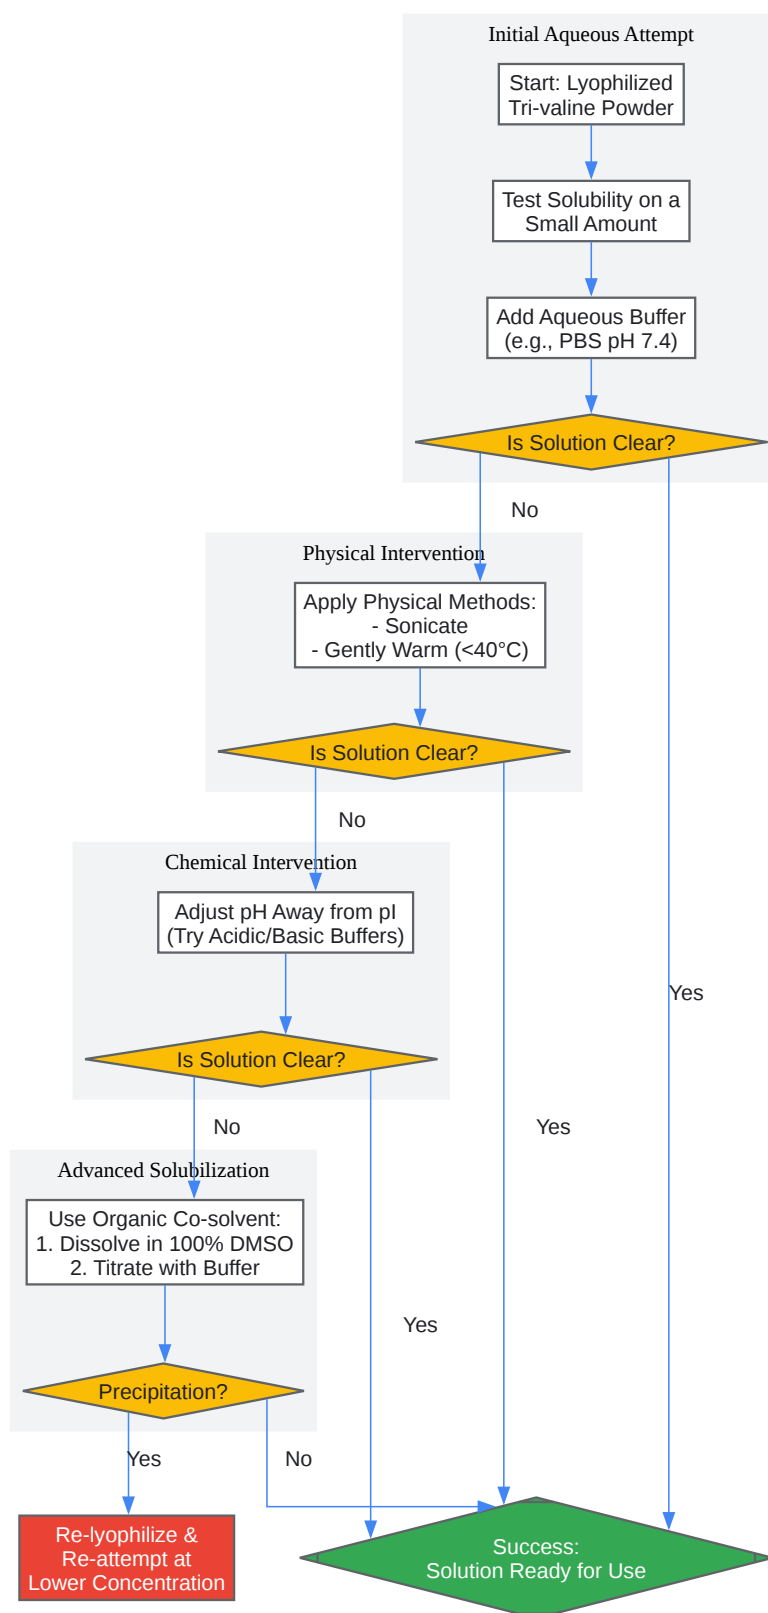 Initial Aqueous Attempt
Start: Lyophilized
Tri-valine Powder
Test Solubility on a
Small Amount
Add Aqueous Buffer
(e.g., PBS pH 7.4)
Is Solution Clear?
No
Physical Intervention
Apply Physical Methods:
- Sonicate
- Gently Warm (<40°C)
Is Solution Clear?
No
Chemical Intervention
Adjust pH Away from pI
(Try Acidic/Basic Buffers)
Yes
Is Solution Clear?
No
Yes
Advanced Solubilization
Use Organic Co-solvent:
1. Dissolve in 100% DMSO
2. Titrate with Buffer
Yes
Precipitation?
Yes
No
Re-lyophilize &
Re-attempt at
Lower Concentration
Success:
Solution Ready for Use